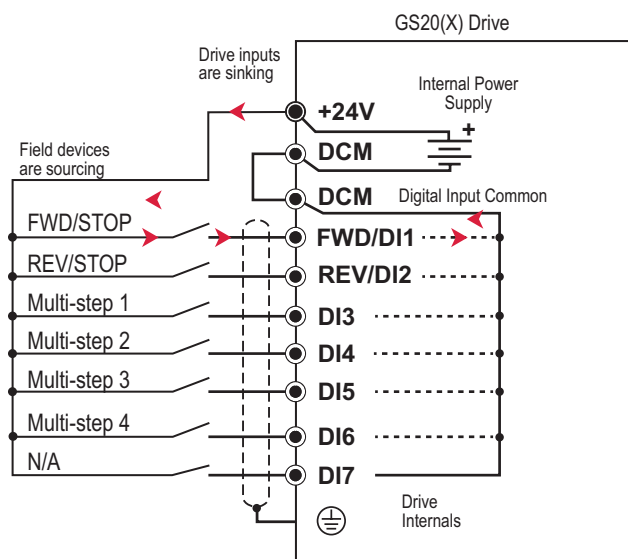 GS20(X) Drive
Drive inputs
are sinking
Internal Power
Supply
+
+24V
DCM
Field devices
are sourcing
DCM
Digital Input Common
FWD/STOP
FWD/DI1
REV/STOP
REV/DI2
Multi-step 1
DI3
Multi-step 2
DI4
Multi-step 3
DI5
Multi-step 4
DI6
N/A
DI7
Drive
Internals